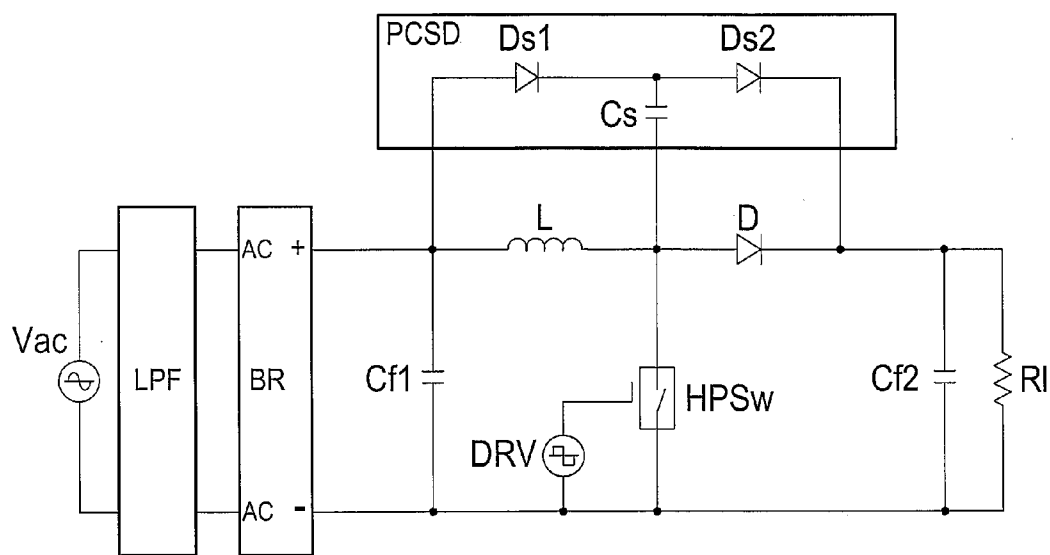 PCSD
Ds1
Ds2
Cs
L
D
AC +
Vac
LPF
BR
Cf1
HPSw
Cf2
Rl
DRV
AC -